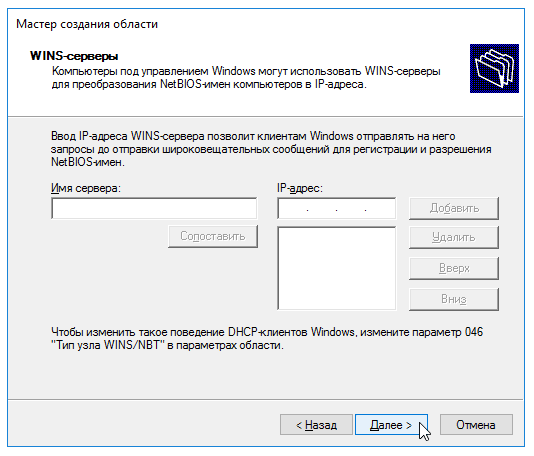 Мастер создания области
WINS-серверы
Компьютеры под управлением Windows могут использовать WINS-серверы
для преобразования NetBIOS-имен компьютеров в IP-адреса.
Ввод IP-адреса WINS-сервера позволит клиентам Windows отправлять на него
запросы до отправки широковещательных сообщений для регистрации и разрешения
NetBIOS-имен.
Имя сервера:
IP-адрес:
Добавить
Сопоставить
Удалить
Вверх
Вниз
Чтобы изменить такое поведение DHCP-клиентов Windows, измените параметр 046
"Тип узла WINS/NBT" в параметрах области.
< Назад
Далее >
Отмена